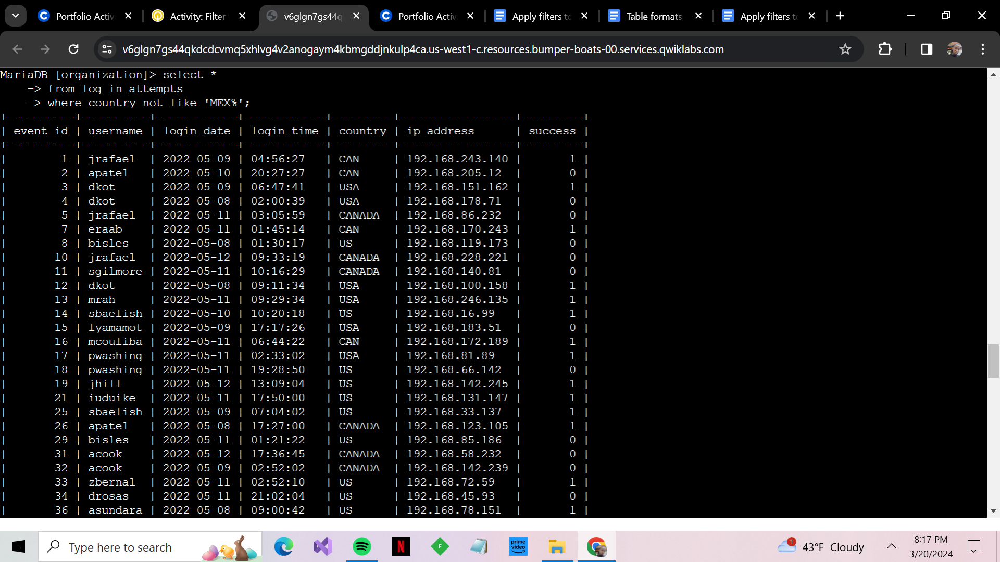 Portfolio Activ
Activity: Filter
v6glgn7gs44q
Portfolio Activ
Apply filters to
Table formats
Apply filters to
v6glgn7gs44qkdcdcvmq5xhlvg4v2anogaym4kbmgddjnkulp4ca.us-west1-c.resources.bumper-boats-00.services.qwiklabs.com
MariaDB [organization]> select *
    -> from log_in_attempts
    -> where country not like 'MEX%';
+----------+----------+------------+------------+---------+-----------------+---------+
| event_id | username | login_date | login_time | country | ip_address      | success |
+----------+----------+------------+------------+---------+-----------------+---------+
|        1 | jrafael  | 2022-05-09 | 04:56:27   | CAN     | 192.168.243.140 |       1 |
|        2 | apatel   | 2022-05-10 | 20:27:27   | CAN     | 192.168.205.12  |       0 |
|        3 | dkot     | 2022-05-09 | 06:47:41   | USA     | 192.168.151.162 |       1 |
|        4 | dkot     | 2022-05-08 | 02:00:39   | USA     | 192.168.178.71  |       0 |
|        5 | jrafael  | 2022-05-11 | 03:05:59   | CANADA  | 192.168.86.232  |       0 |
|        7 | eraab    | 2022-05-11 | 01:45:14   | CAN     | 192.168.170.243 |       1 |
|        8 | bisles   | 2022-05-08 | 01:30:17   | US      | 192.168.119.173 |       0 |
|       10 | jrafael  | 2022-05-12 | 09:33:19   | CANADA  | 192.168.228.221 |       0 |
|       11 | sgilmore | 2022-05-11 | 10:16:29   | CANADA  | 192.168.140.81  |       0 |
|       12 | dkot     | 2022-05-08 | 09:11:34   | USA     | 192.168.100.158 |       1 |
|       13 | mrah     | 2022-05-11 | 09:29:34   | USA     | 192.168.246.135 |       1 |
|       14 | sbaelish | 2022-05-10 | 10:20:18   | US      | 192.168.16.99   |       1 |
|       15 | lyamamot | 2022-05-09 | 17:17:26   | USA     | 192.168.183.51  |       0 |
|       16 | mcouliba | 2022-05-11 | 06:44:22   | CAN     | 192.168.172.189 |       1 |
|       17 | pwashing | 2022-05-11 | 02:33:02   | USA     | 192.168.81.89   |       1 |
|       18 | pwashing | 2022-05-11 | 19:28:50   | US      | 192.168.66.142  |       0 |
|       19 | jhill    | 2022-05-12 | 13:09:04   | US      | 192.168.142.245 |       1 |
|       21 | iuduike  | 2022-05-11 | 17:50:00   | US      | 192.168.131.147 |       1 |
|       25 | sbaelish | 2022-05-09 | 07:04:02   | US      | 192.168.33.137  |       1 |
|       26 | apatel   | 2022-05-08 | 17:27:00   | CANADA  | 192.168.123.105 |       1 |
|       29 | bisles   | 2022-05-11 | 01:21:22   | US      | 192.168.85.186  |       0 |
|       31 | acook    | 2022-05-12 | 17:36:45   | CANADA  | 192.168.58.232  |       0 |
|       32 | acook    | 2022-05-09 | 02:52:02   | CANADA  | 192.168.142.239 |       0 |
|       33 | zbernal  | 2022-05-11 | 02:52:10   | US      | 192.168.72.59   |       1 |
|       34 | drosas   | 2022-05-11 | 21:02:04   | US      | 192.168.45.93   |       0 |
|       36 | asundara | 2022-05-08 | 09:00:42   | US      | 192.168.78.151  |       1 |
Type here to search
N
F
prime video
1
43°F Cloudy
8:17 PM
3/20/2024